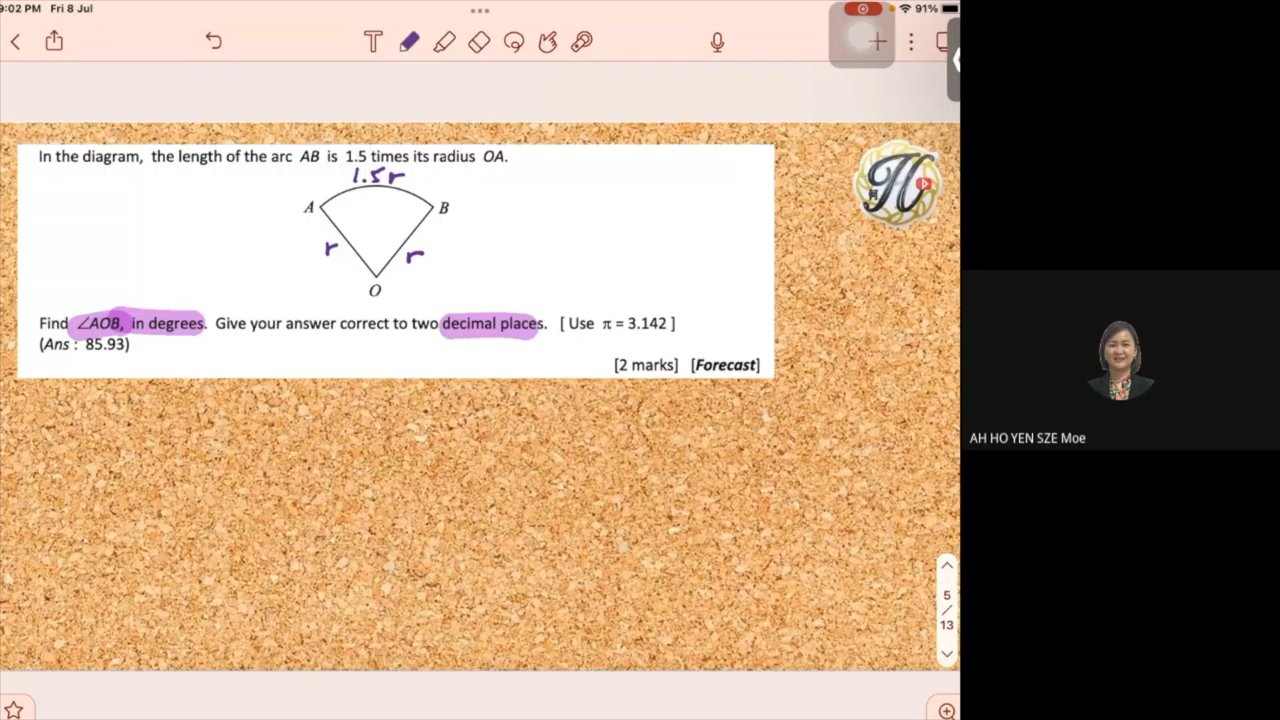 9:02 PM Fri 8 Jul
91%
In the diagram, the length of the arc AB is 1.5 times its radius OA.
1.5r
A
B
r
r
O
Find ∠AOB, in degrees. Give your answer correct to two decimal places. [ Use π = 3.142 ]
(Ans : 85.93)
[2 marks] [Forecast]
AH HO YEN SZE Moe
5
/
13